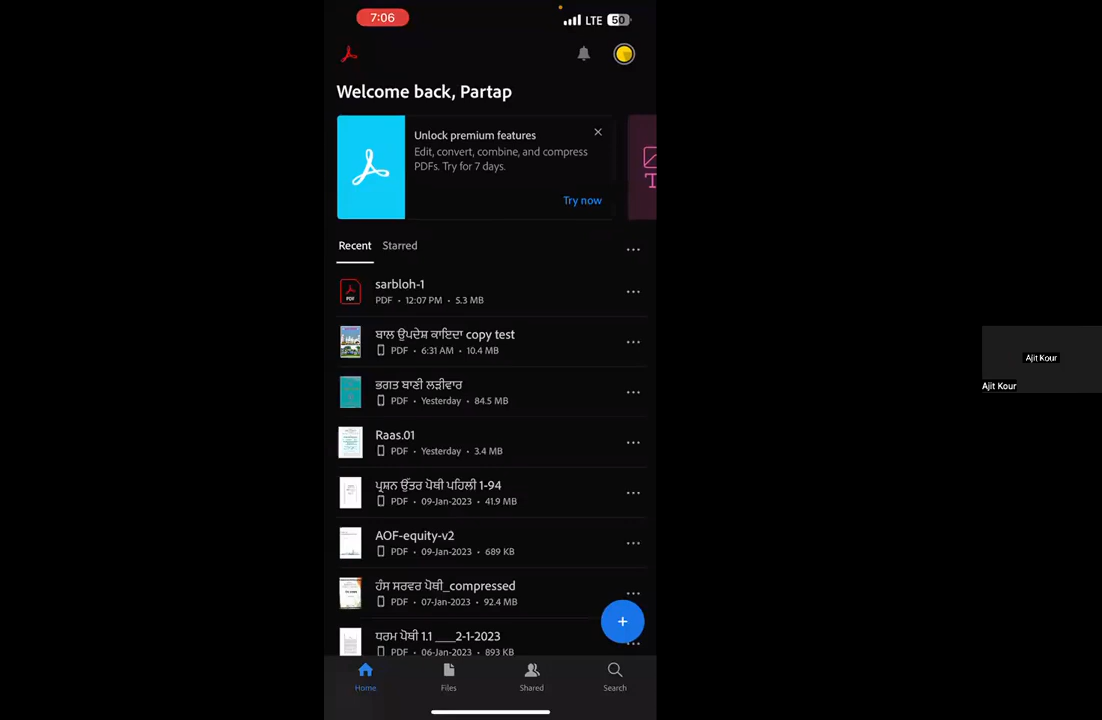 7:06
LTE 50
Welcome back, Partap
Unlock premium features
Edit, convert, combine, and compress
PDFs. Try for 7 days.
Try now
Recent Starred
sarbloh-1
PDF • 12:07 PM • 5.3 MB
ਬਾਲ ਉਪਦੇਸ਼ ਕਾਇਦਾ copy test
PDF • 6:31 AM • 10.4 MB
ਭਗਤ ਬਾਣੀ ਲੜੀਵਾਰ
PDF • Yesterday • 84.5 MB
Raas.01
PDF • Yesterday • 3.4 MB
ਪ੍ਰਸ਼ਨ ਉੱਤਰ ਪੋਥੀ ਪਹਿਲੀ 1-94
PDF • 09-Jan-2023 • 41.9 MB
AOF-equity-v2
PDF • 09-Jan-2023 • 689 KB
ਹੰਸ ਸਰਵਰ ਪੋਥੀ_compressed
PDF • 07-Jan-2023 • 92.4 MB
ਧਰਮ ਪੋਥੀ 1.1 ___2-1-2023
PDF • 06-Jan-2023 • 893 KB
Home Files Shared Search
Ajit Kour
Ajit Kour